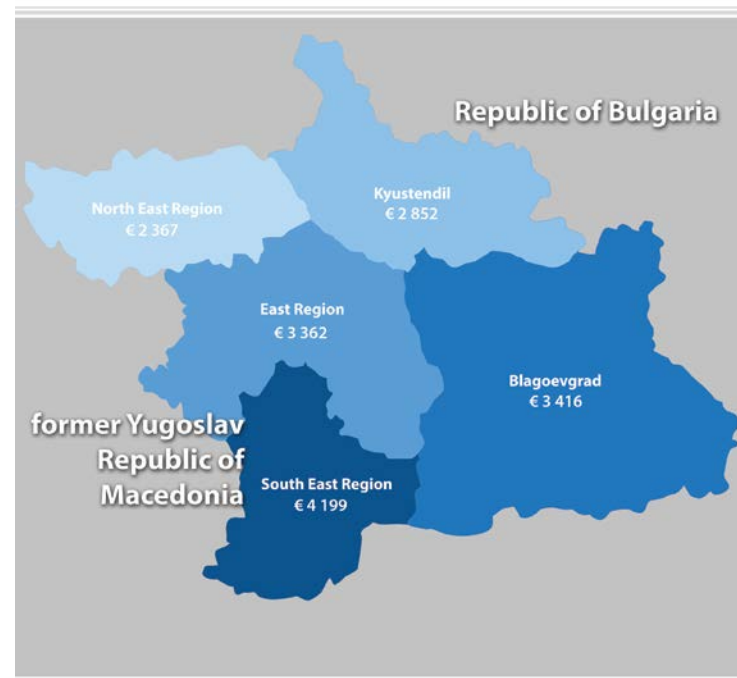 Republic of Bulgaria
Kyustendil
€ 2 852
North East Region
€ 2 367
East Region
€ 3 362
Blagoevgrad
€ 3 416
former Yugoslav
Republic of
Macedonia
South East Region
€ 4 199